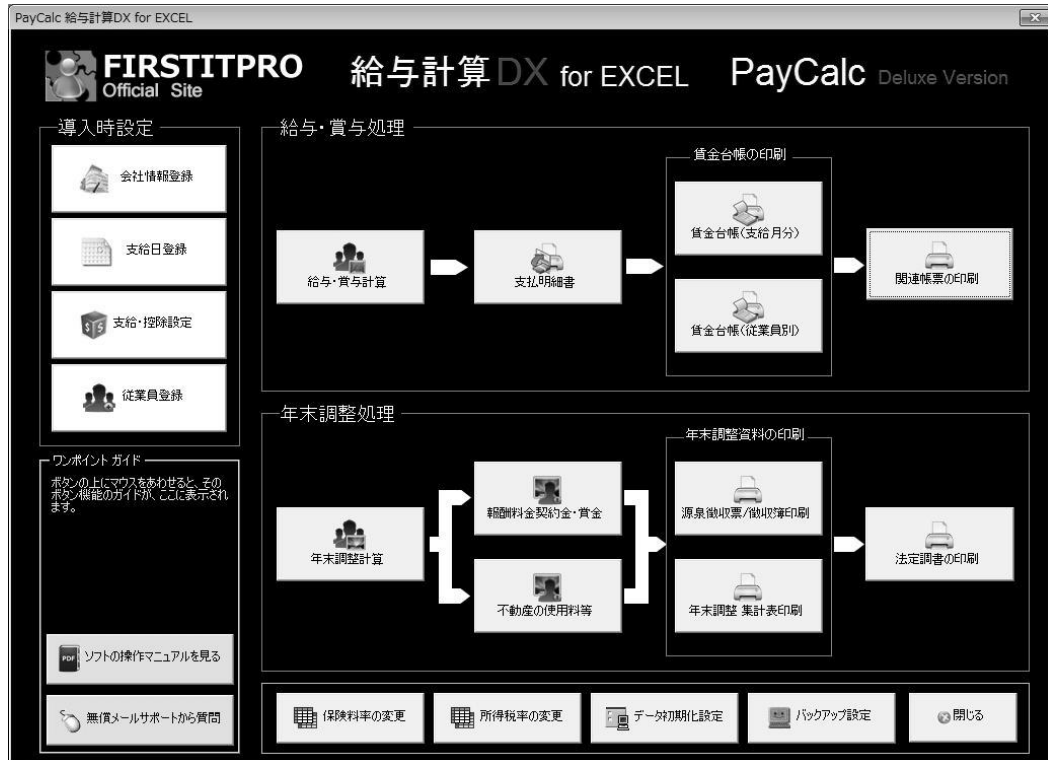 PayCalc 給与計算DX for EXCEL
FIRSTITPRO
Official Site
給与計算DX for EXCEL PayCalc Deluxe Version
導入時設定
会社情報登録
支給日登録
支給・控除設定
従業員登録
ワンポイント ガイド
ボタンの上にマウスをあわせると、その
ボタン機能のガイドが、ここに表示され
ます。
PDF ソフトの操作マニュアルを見る
無償メールサポートから質問
給与・賞与処理
給与・賞与計算
支払明細書
賃金台帳の印刷
賃金台帳(支給月分)
賃金台帳(従業員別)
関連帳票の印刷
年末調整処理
年末調整計算
報酬料金契約金・賞金
不動産の使用料等
年末調整資料の印刷
源泉徴収票/徴収簿印刷
年末調整 集計表印刷
法定調書の印刷
保険料率の変更
所得税率の変更
データ初期化設定
バックアップ設定
閉じる